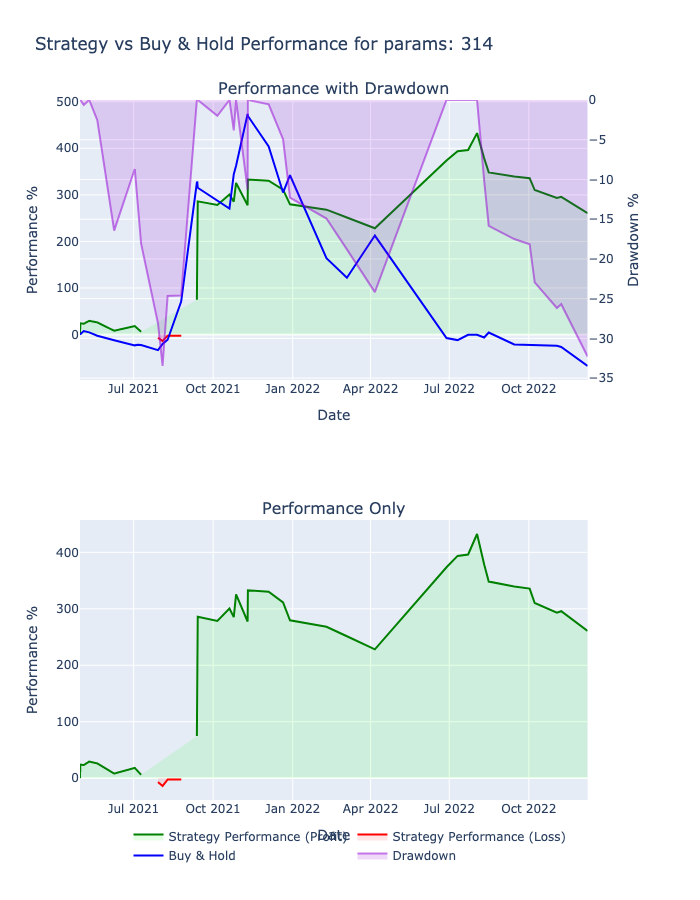 Strategy vs Buy & Hold Performance for params: 314
Performance with Drawdown
500
400
300
200
100
0
Performance %
0
−5
−10
−15
−20
−25
−30
−35
Drawdown %
Jul 2021 Oct 2021 Jan 2022 Apr 2022 Jul 2022 Oct 2022
Date
Performance Only
400
300
200
100
0
Performance %
Jul 2021 Oct 2021 Jan 2022 Apr 2022 Jul 2022 Oct 2022
Date
Strategy Performance (Profit) Strategy Performance (Loss)
Buy & Hold Drawdown